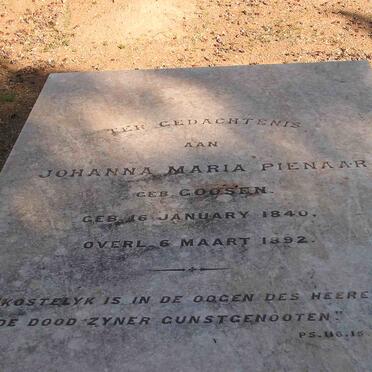 TER GEDACHTENIS
AAN
JOHANNA MARIA PIENAAR
GEB. GOOSEN.
GEB. 16 JANUARY 1840.
OVERL. 6 MAART 1892.
KOSTELYK IS IN DE OOGEN DES HEERE
DE DOOD ZYNER GUNSTGENOOTEN."
PS. 116.15